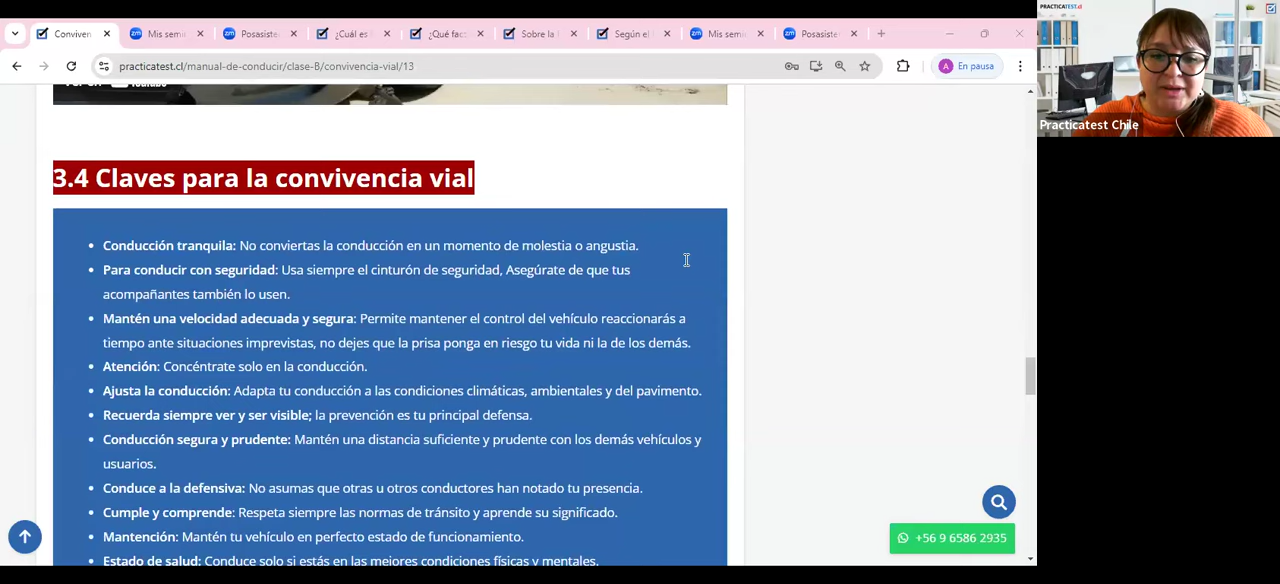 Conviven
Mis semi
Posasiste
¿Cuál es
¿Qué fac
Sobre la
Según el
Mis semi
Posasiste
practicatest.cl/manual-de-conducir/clase-B/convivencia-vial/13
A En pausa
PRACTICATEST.cl
Practicatest Chile
3.4 Claves para la convivencia vial
Conducción tranquila: No conviertas la conducción en un momento de molestia o angustia.
Para conducir con seguridad: Usa siempre el cinturón de seguridad, Asegúrate de que tus
acompañantes también lo usen.
Mantén una velocidad adecuada y segura: Permite mantener el control del vehículo reaccionarás a
tiempo ante situaciones imprevistas, no dejes que la prisa ponga en riesgo tu vida ni la de los demás.
Atención: Concéntrate solo en la conducción.
Ajusta la conducción: Adapta tu conducción a las condiciones climáticas, ambientales y del pavimento.
Recuerda siempre ver y ser visible; la prevención es tu principal defensa.
Conducción segura y prudente: Mantén una distancia suficiente y prudente con los demás vehículos y
usuarios.
Conduce a la defensiva: No asumas que otras u otros conductores han notado tu presencia.
Cumple y comprende: Respeta siempre las normas de tránsito y aprende su significado.
Mantención: Mantén tu vehículo en perfecto estado de funcionamiento.
Estado de salud: Conduce solo si estás en las mejores condiciones físicas y mentales.
+56 9 6586 2935